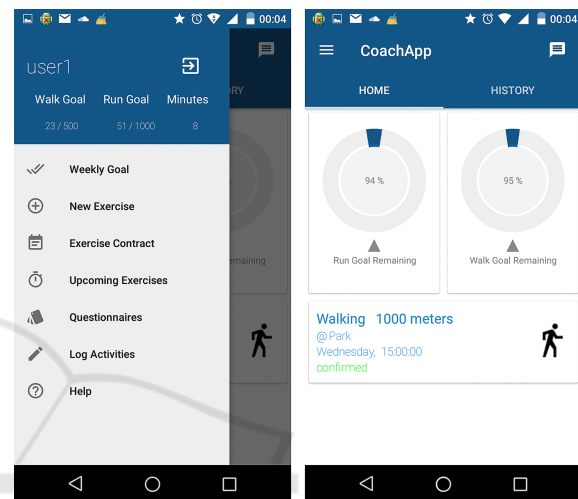 00:04
user1
Walk Goal Run Goal Minutes
23 / 500 51 / 1000 8
RY
Weekly Goal
New Exercise
Exercise Contract
Upcoming Exercises
emaining
Questionnaires
Log Activities
Help
00:04
CoachApp
HOME HISTORY
94 % 95 %
Run Goal Remaining Walk Goal Remaining
Walking 1000 meters
@ Park
Wednesday, 15:00:00
confirmed